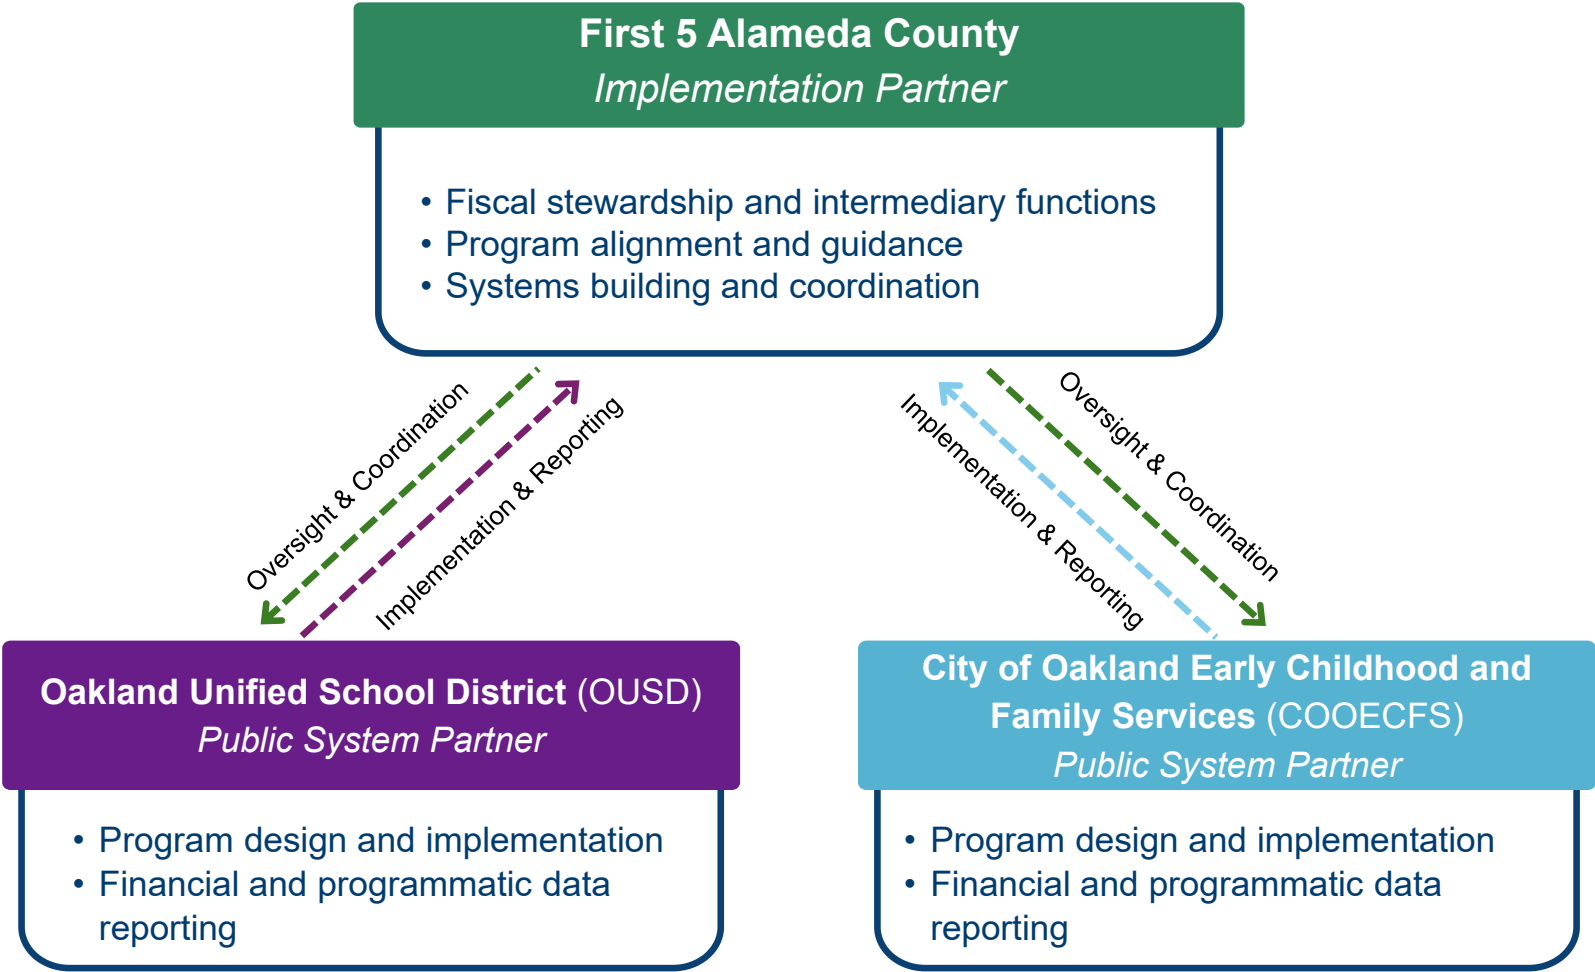 First 5 Alameda County
Implementation Partner
• Fiscal stewardship and intermediary functions
• Program alignment and guidance
• Systems building and coordination
Oversight & Coordination
Implementation & Reporting
Implementation & Reporting
Oversight & Coordination
Oakland Unified School District (OUSD)
Public System Partner
• Program design and implementation
• Financial and programmatic data
reporting
City of Oakland Early Childhood and
Family Services (COOECFS)
Public System Partner
• Program design and implementation
• Financial and programmatic data
reporting